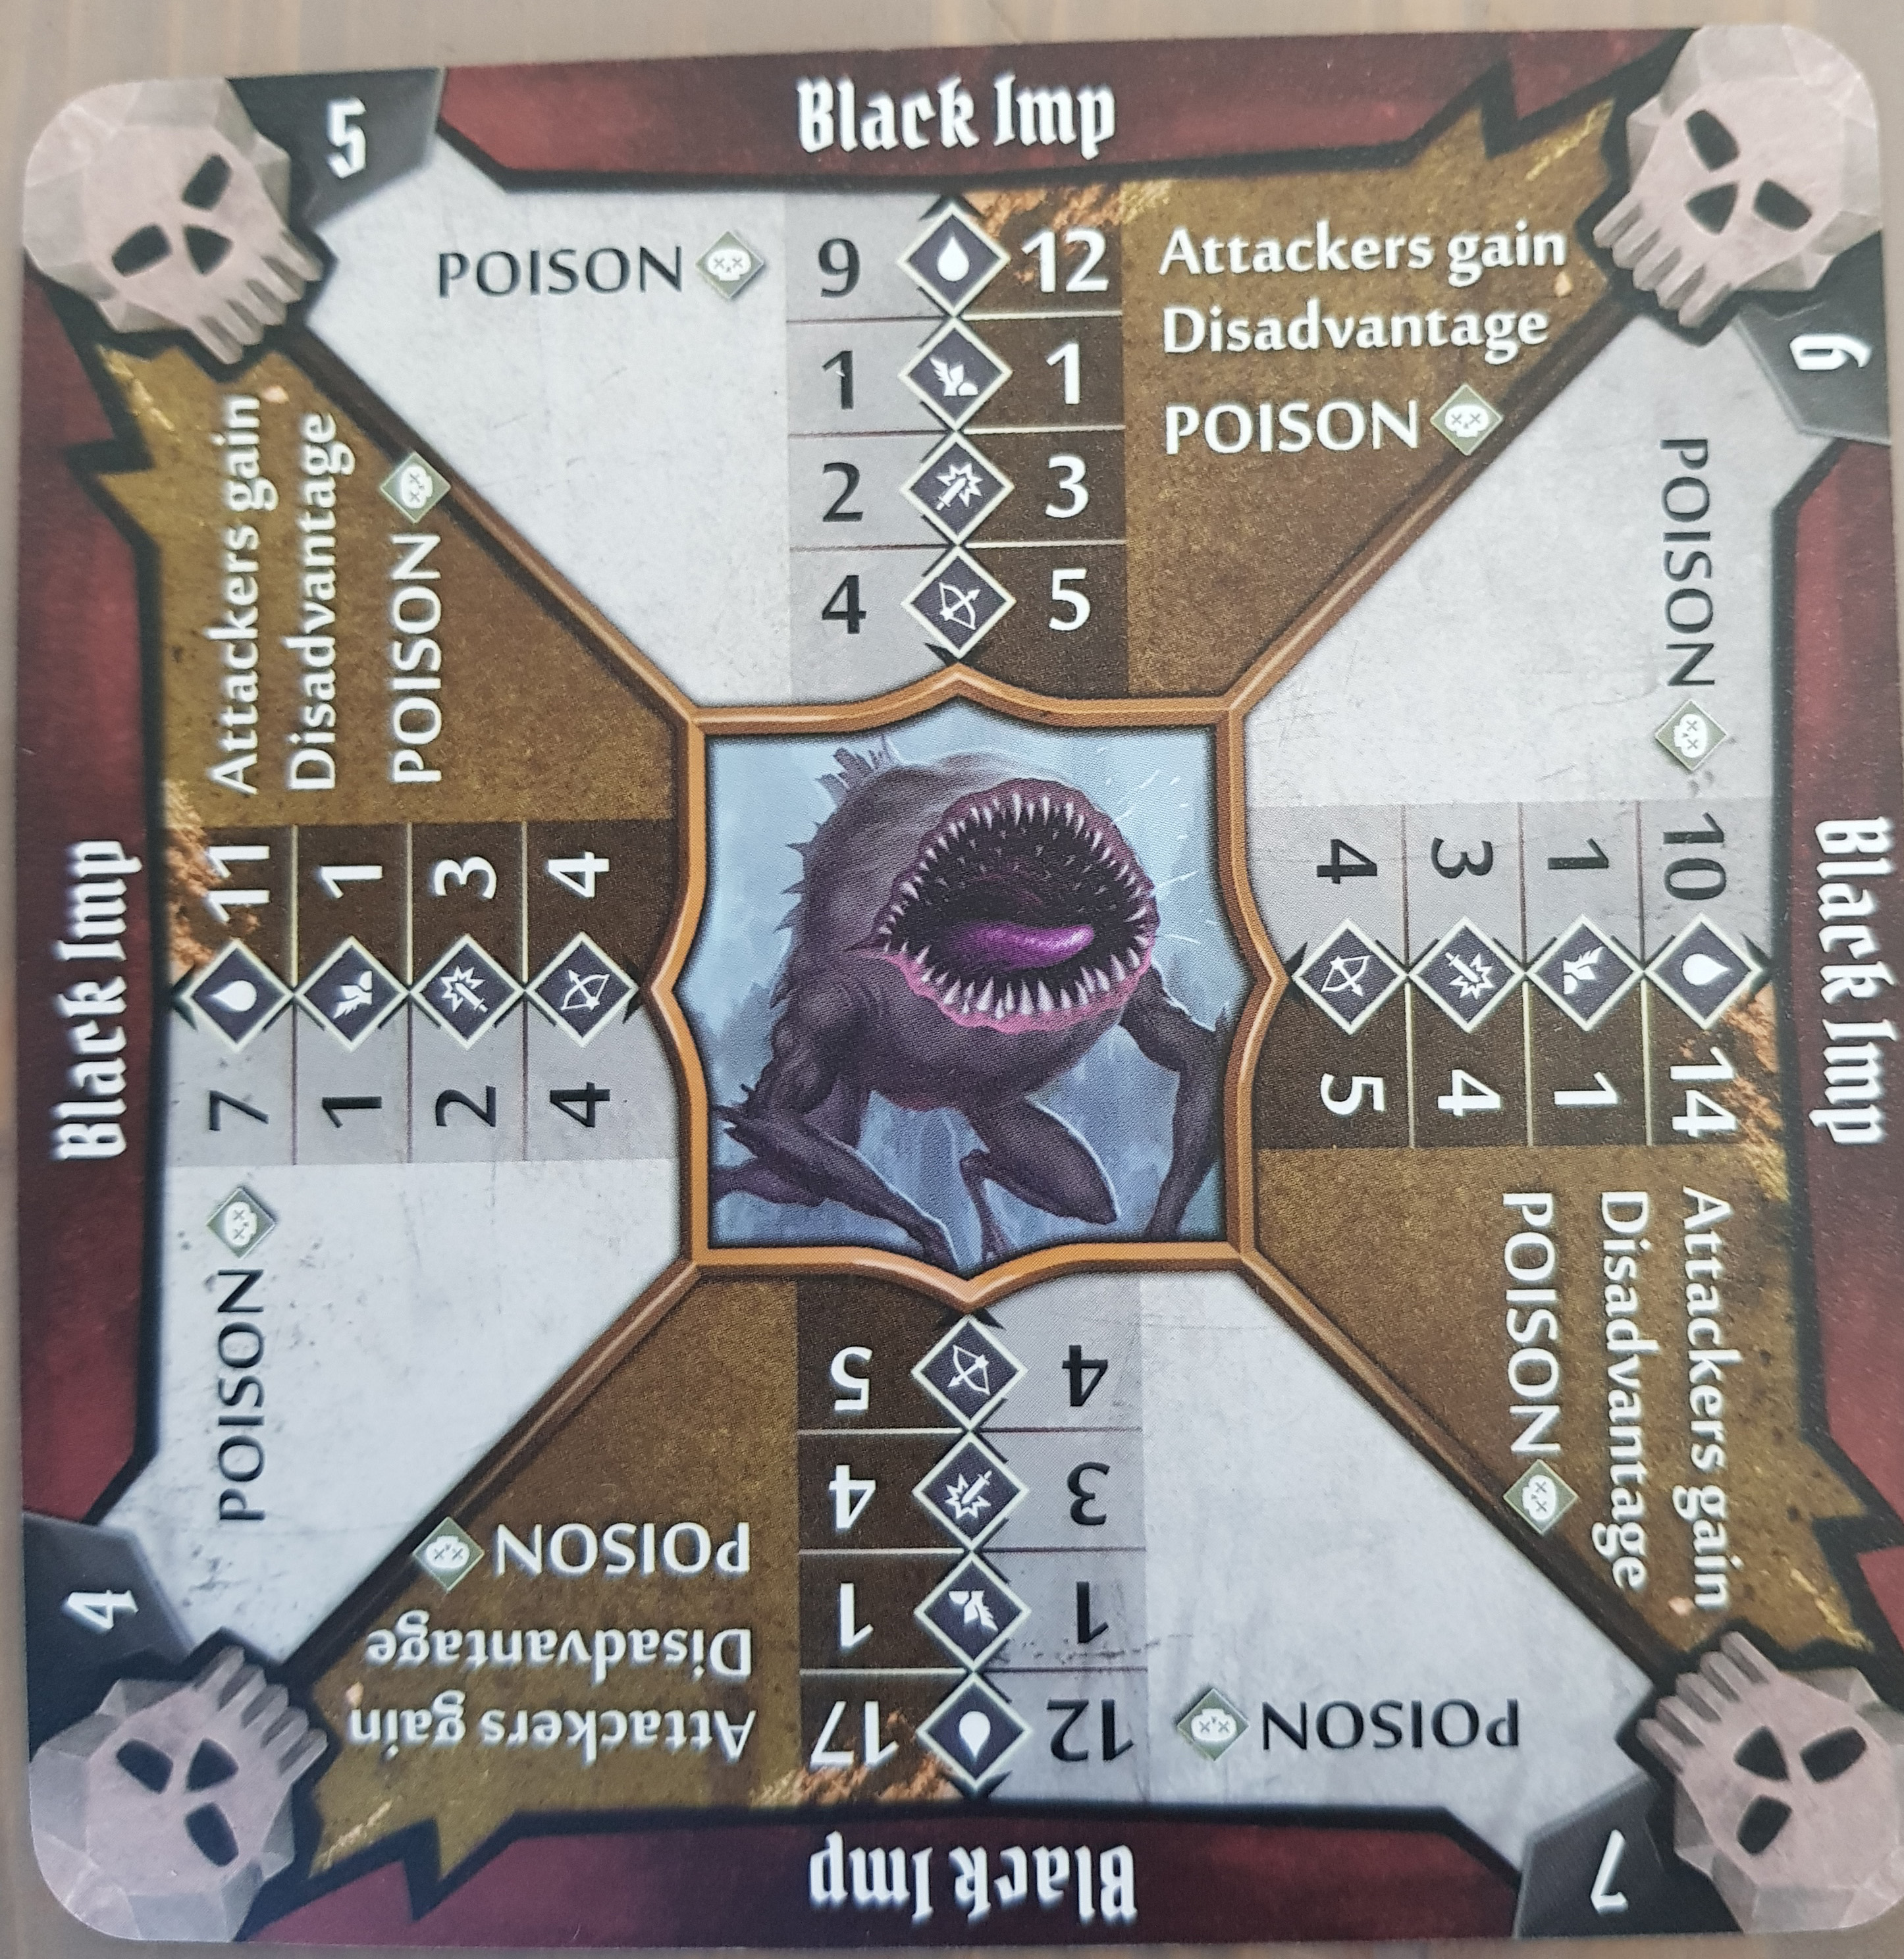 5
Black Imp
POISON
9 12
1 1
2 3
4 5
Attackers gain
Disadvantage
POISON
6
Black Imp
POISON
10 14
1 1
3 4
4 5
Attackers gain
Disadvantage
POISON
7
Black Imp
POISON
12 17
1 1
3 4
4 5
Attackers gain
Disadvantage
POISON
4
Black Imp
POISON
7 11
1 1
2 3
4 4
Attackers gain
Disadvantage
POISON